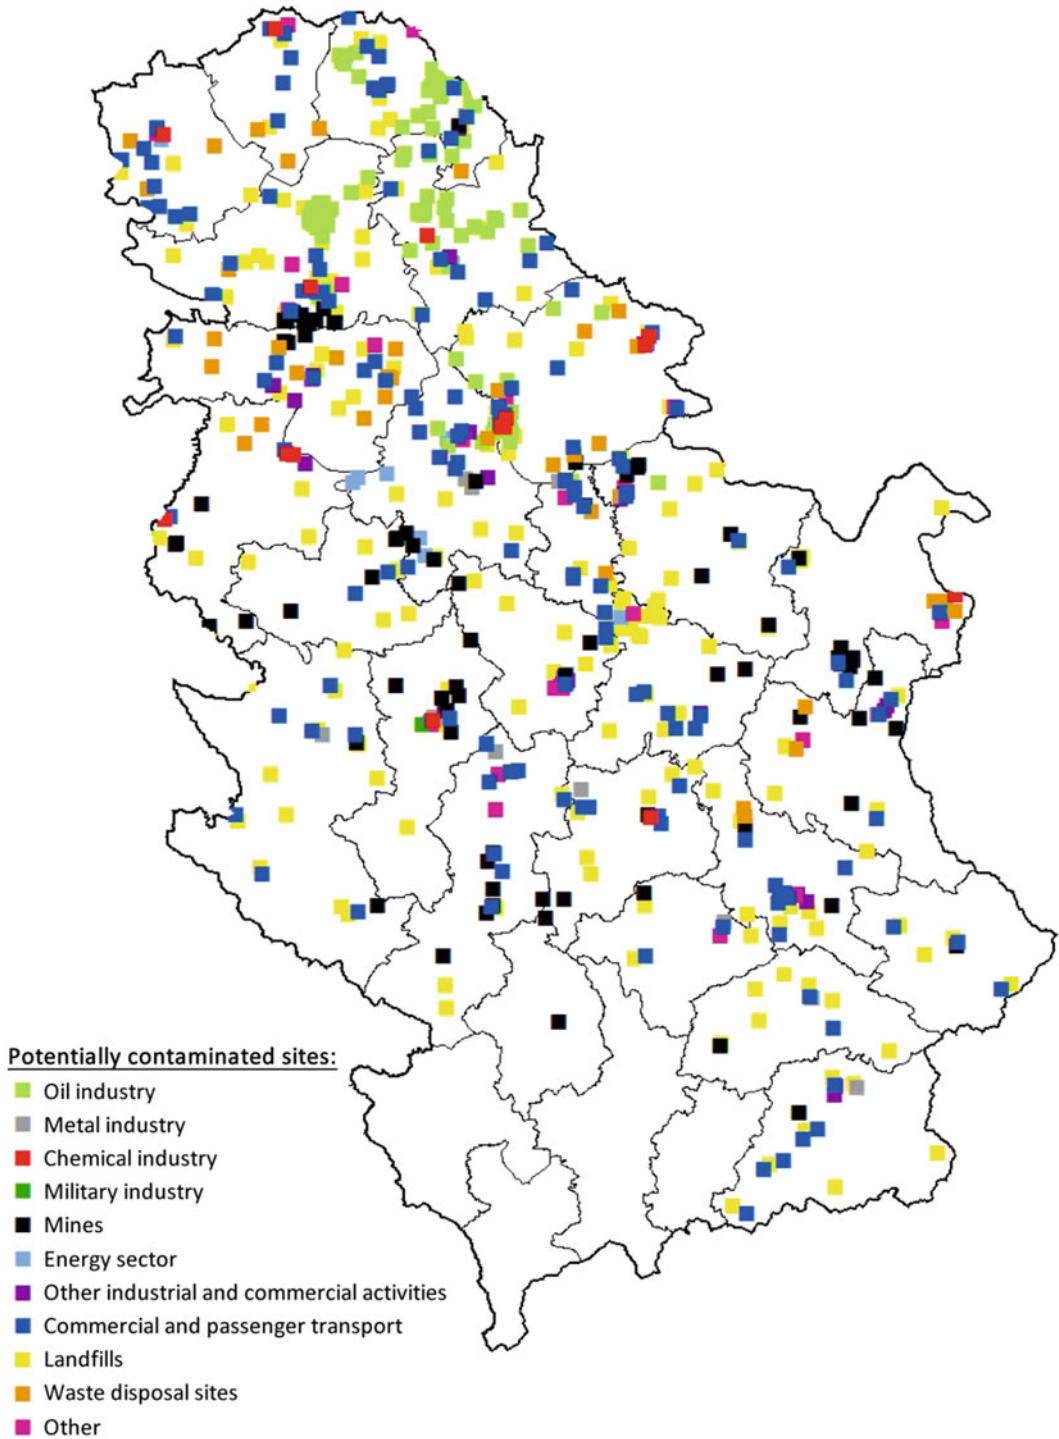 Potentially contaminated sites:
Oil industry
Metal industry
Chemical industry
Military industry
Mines
Energy sector
Other industrial and commercial activities
Commercial and passenger transport
Landfills
Waste disposal sites
Other